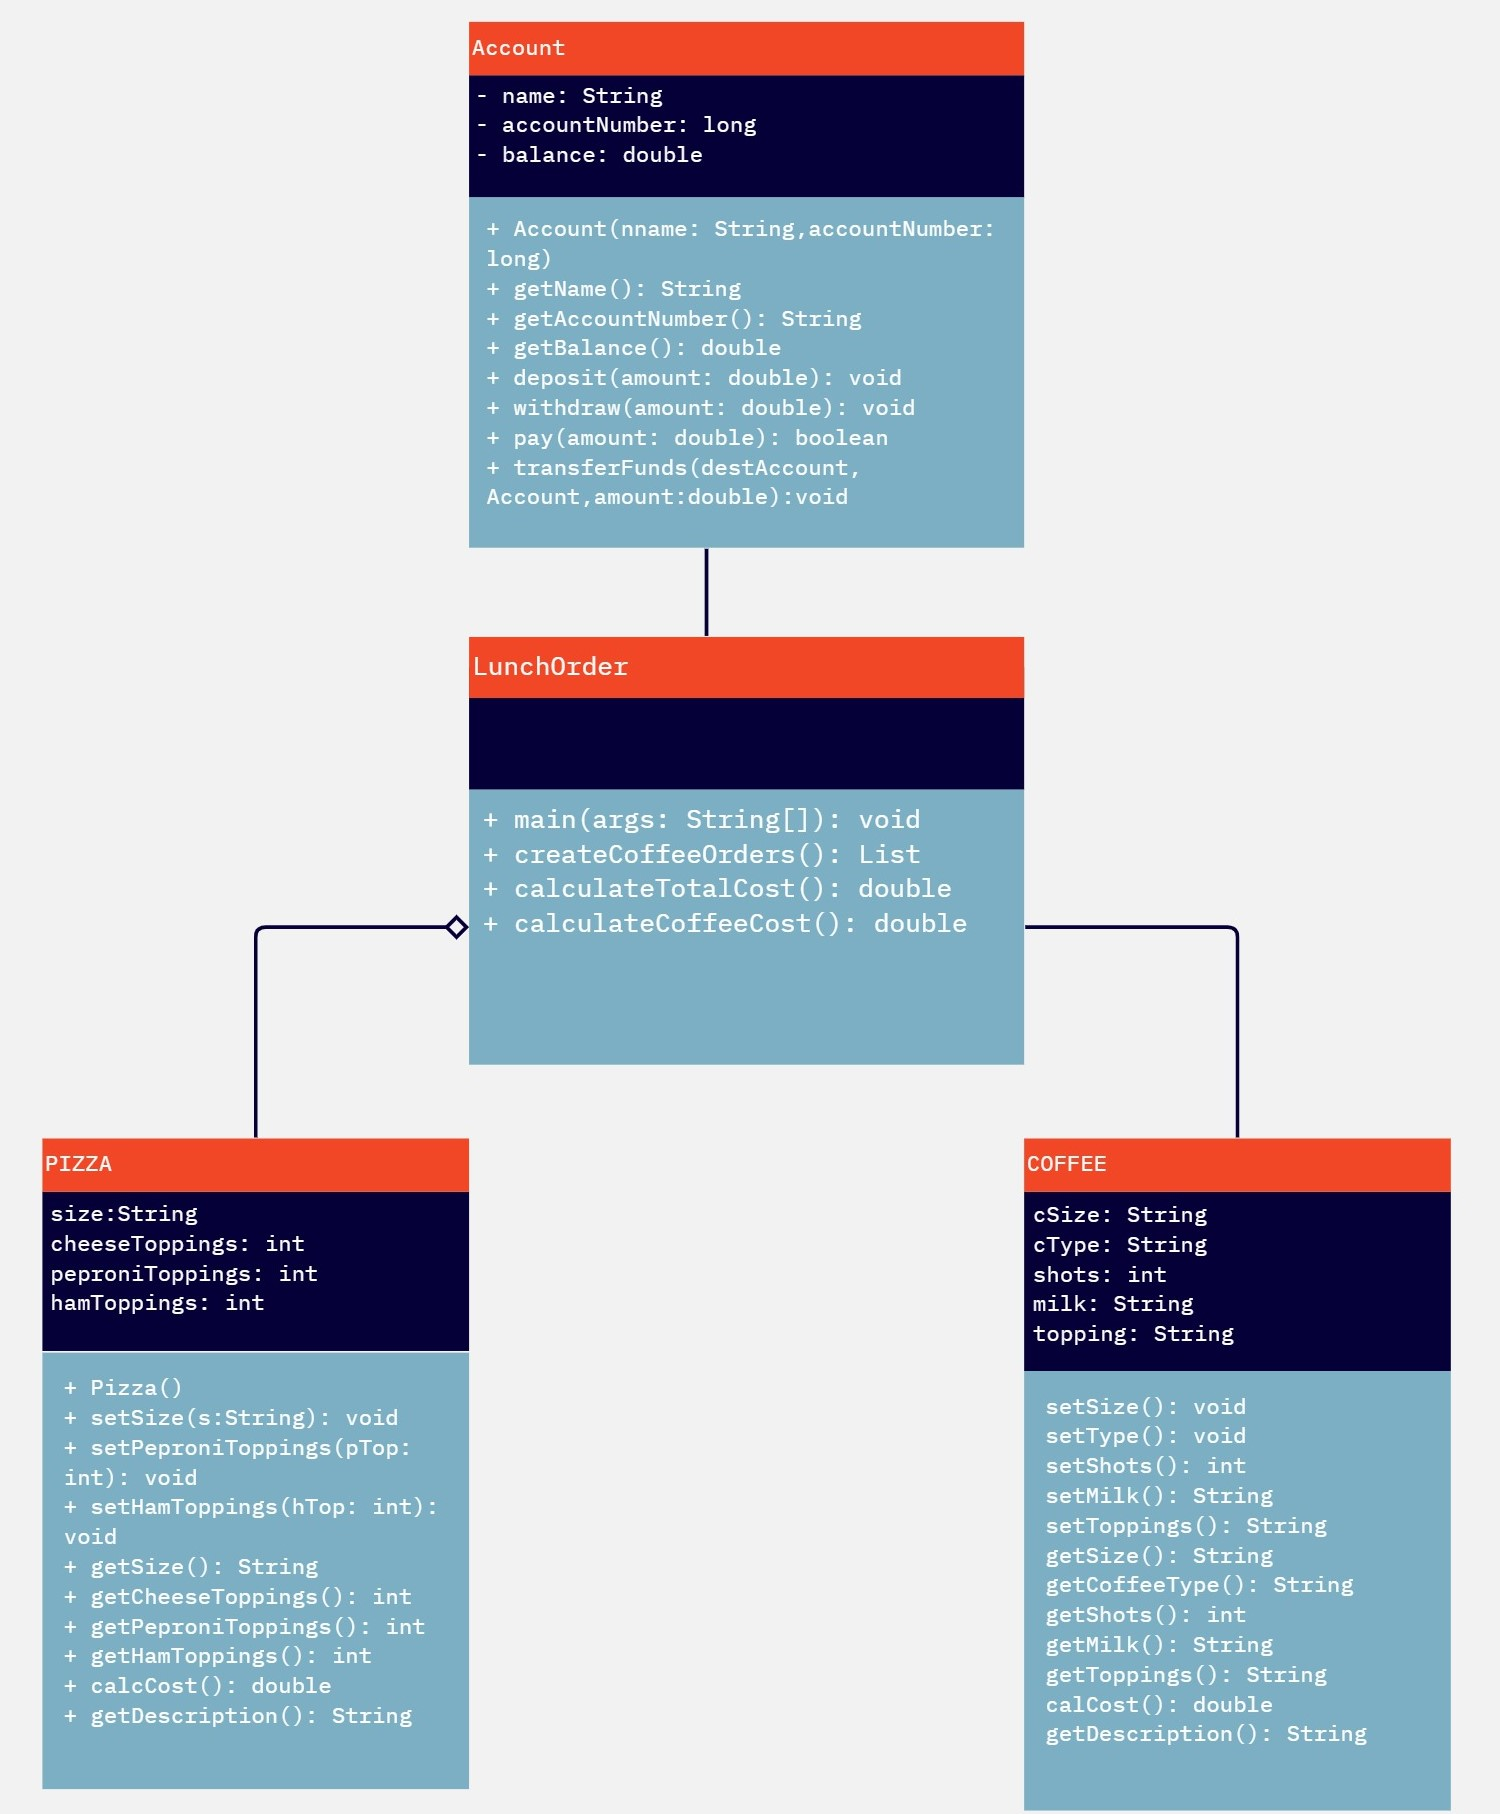 Account
- name: String
- accountNumber: long
- balance: double
+ Account(nname: String,accountNumber:
long)
+ getName(): String
+ getAccountNumber(): String
+ getBalance(): double
+ deposit(amount: double): void
+ withdraw(amount: double): void
+ pay(amount: double): boolean
+ transferFunds(destAccount,
Account,amount:double):void
LunchOrder
+ main(args: String[]): void
+ createCoffeeOrders(): List
+ calculateTotalCost(): double
+ calculateCoffeeCost(): double
PIZZA
size:String
cheeseToppings: int
peproniToppings: int
hamToppings: int
+ Pizza()
+ setSize(s:String): void
+ setPeproniToppings(pTop:
int): void
+ setHamToppings(hTop: int):
void
+ getSize(): String
+ getCheeseToppings(): int
+ getPeproniToppings(): int
+ getHamToppings(): int
+ calcCost(): double
+ getDescription(): String
COFFEE
cSize: String
cType: String
shots: int
milk: String
topping: String
setSize(): void
setType(): void
setShots(): int
setMilk(): String
setToppings(): String
getSize(): String
getCoffeeType(): String
getShots(): int
getMilk(): String
getToppings(): String
calCost(): double
getDescription(): String